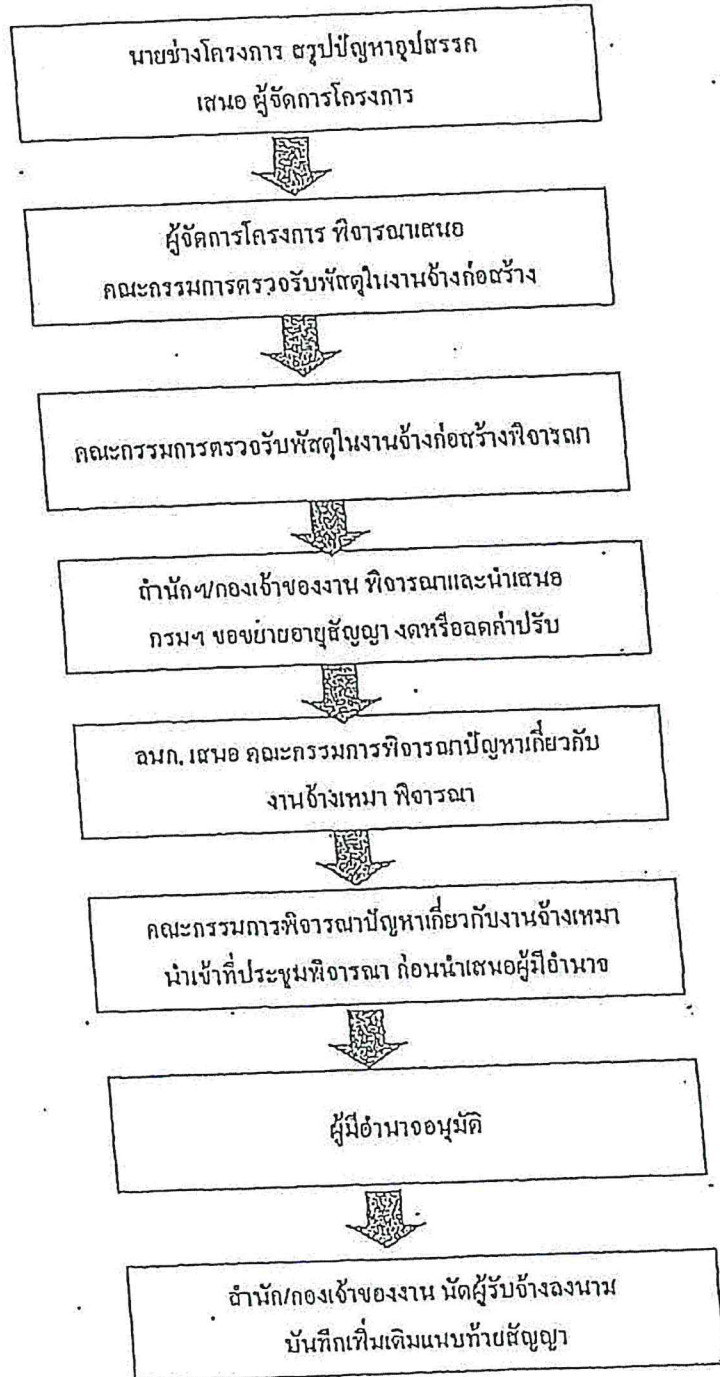 นายช่างโครงการ สรุปปัญหาอุปสรรค
เสนอ ผู้จัดการโครงการ
ผู้จัดการโครงการ พิจารณาเสนอ
คณะกรรมการตรวจรับพัสดุในงานจ้างก่อสร้าง
คณะกรรมการตรวจรับพัสดุในงานจ้างก่อสร้างพิจารณา
สำนักฯ/กองเจ้าของงาน พิจารณาและนำเสนอ
กรมฯ ขอขยายอายุสัญญา งดหรือลดค่าปรับ
ลนก. เสนอ คณะกรรมการพิจารณาปัญหาเกี่ยวกับ
งานจ้างเหมา พิจารณา
คณะกรรมการพิจารณาปัญหาเกี่ยวกับงานจ้างเหมา
นำเข้าที่ประชุมพิจารณา ก่อนนำเสนอผู้มีอำนาจ
ผู้มีอำนาจอนุมัติ
สำนัก/กองเจ้าของงาน นัดผู้รับจ้างลงนาม
บันทึกเพิ่มเติมแนบท้ายสัญญา